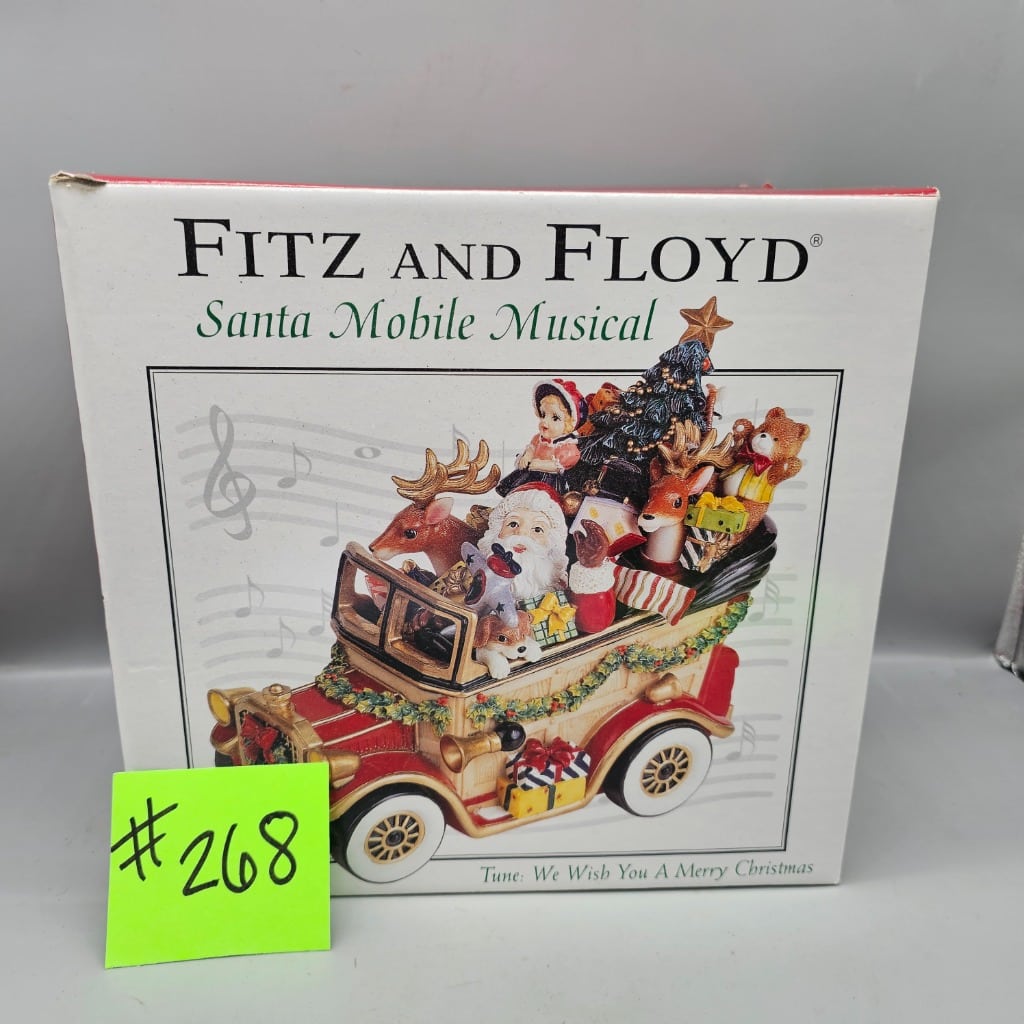 FITZ AND FLOYD®
Santa Mobile Musical
Tune: We Wish You A Merry Christmas
#268